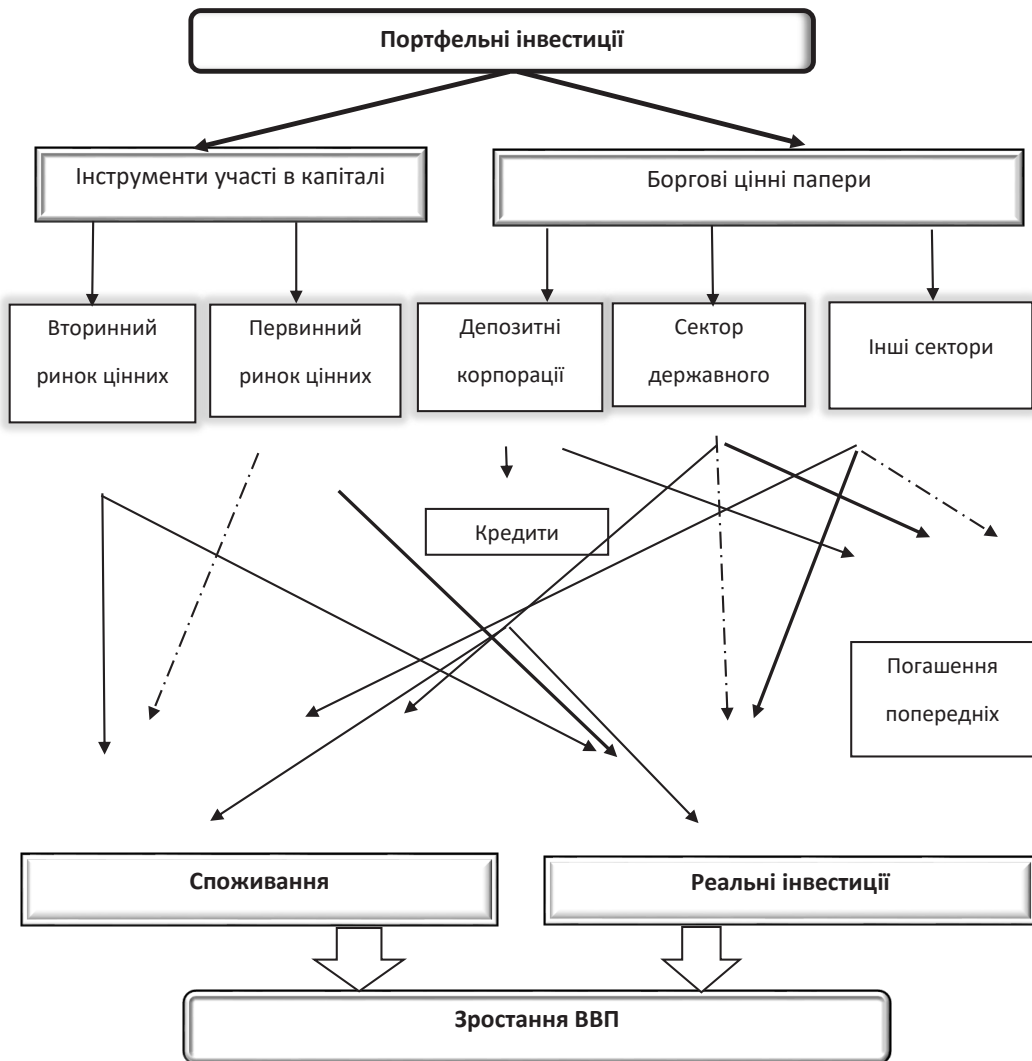 Портфельні інвестиції
Інструменти участі в капіталі
Боргові цінні папери
Вторинний
ринок цінних
Первинний
ринок цінних
Депозитні
корпорації
Сектор
державного
Інші сектори
Кредити
Погашення
попередніх
Споживання
Реальні інвестиції
Зростання ВВП